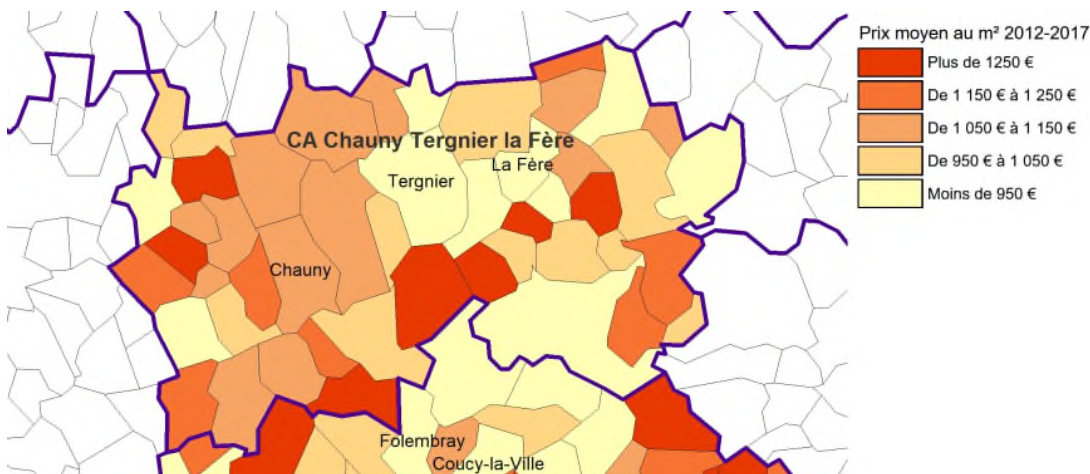 Prix moyen au m² 2012-2017
Plus de 1250 €
De 1 150 € à 1 250 €
De 1 050 € à 1 150 €
De 950 € à 1 050 €
Moins de 950 €
CA Chauny Tergnier la Fère
La Fère
Tergnier
Chauny
Folembray
Coucy-la-Ville